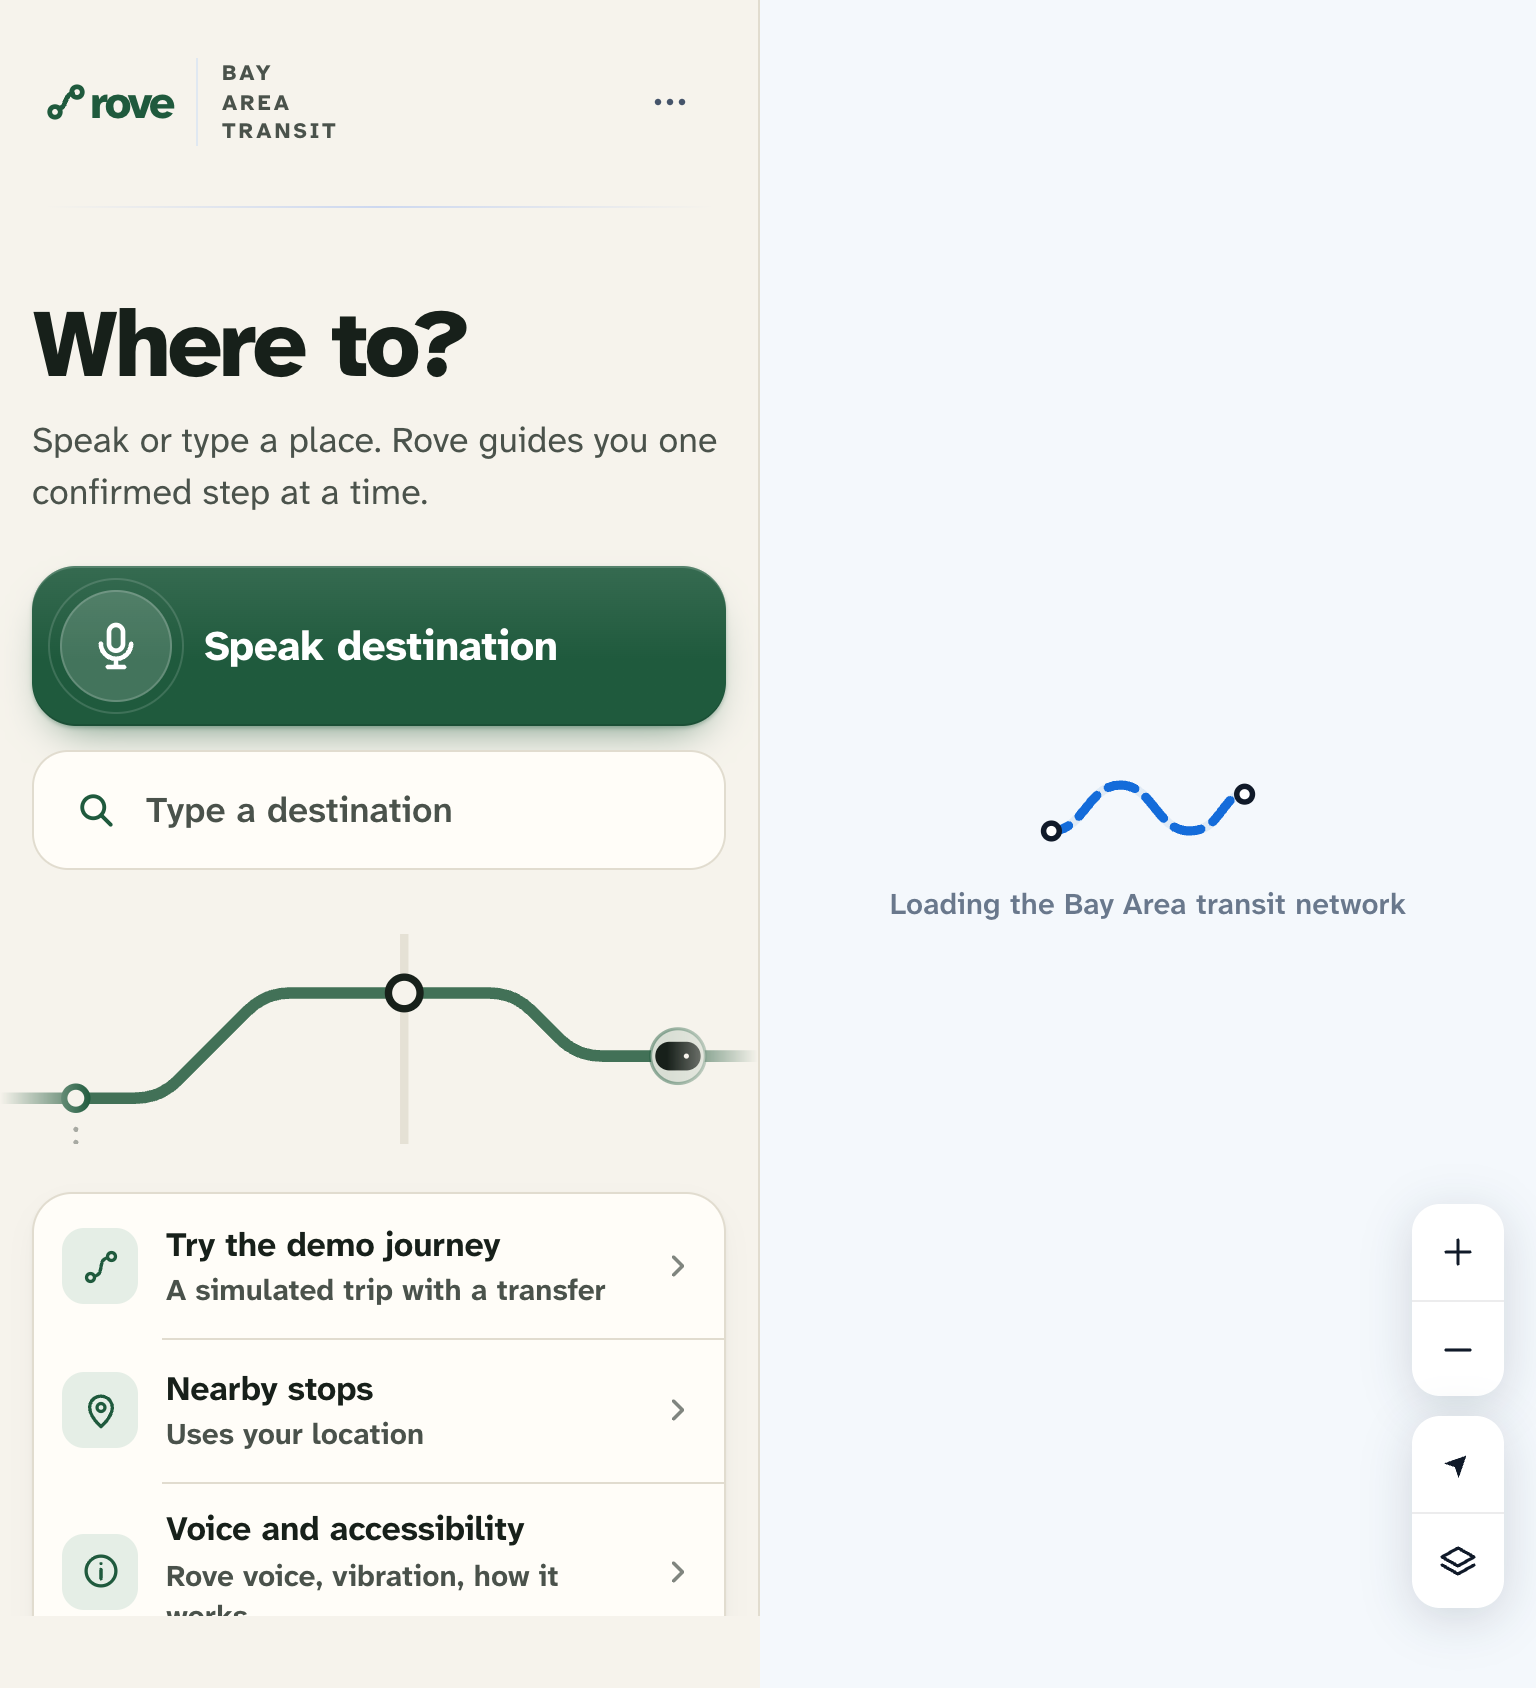 rove
BAY
AREA
TRANSIT
Where to?
Speak or type a place. Rove guides you one
confirmed step at a time.
Speak destination
Type a destination
Try the demo journey
A simulated trip with a transfer
Nearby stops
Uses your location
Voice and accessibility
Rove voice, vibration, how it
works
Loading the Bay Area transit network